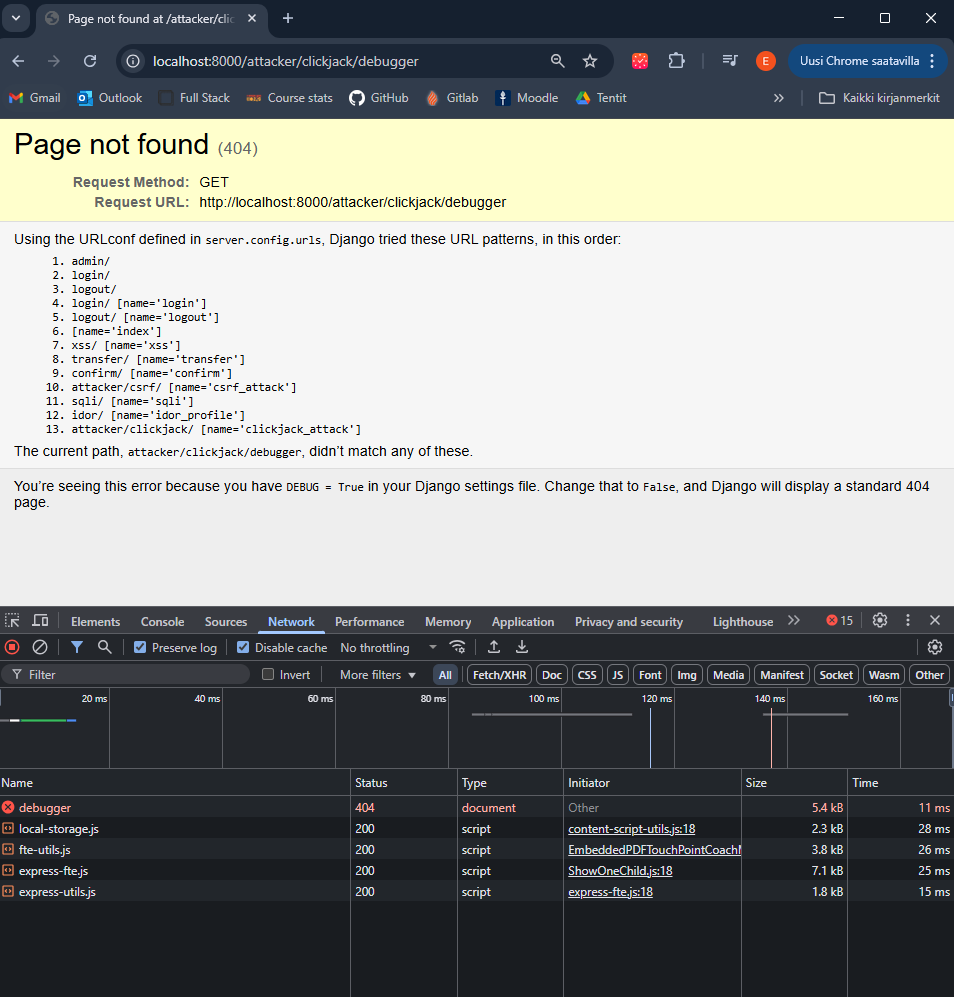 Page not found at /attacker/clic
localhost:8000/attacker/clickjack/debugger
E
Uusi Chrome saatavilla
Gmail
Outlook
Full Stack
Course stats
GitHub
Gitlab
Moodle
Tentit
»
Kaikki kirjanmerkit
Page not found (404)
Request Method: GET
Request URL: http://localhost:8000/attacker/clickjack/debugger
Using the URLconf defined in server.config.urls, Django tried these URL patterns, in this order:
1. admin/
2. login/
3. logout/
4. login/ [name='login']
5. logout/ [name='logout']
6. [name='index']
7. xss/ [name='xss']
8. transfer/ [name='transfer']
9. confirm/ [name='confirm']
10. attacker/csrf/ [name='csrf_attack']
11. sqli/ [name='sqli']
12. idor/ [name='idor_profile']
13. attacker/clickjack/ [name='clickjack_attack']
The current path, attacker/clickjack/debugger, didn’t match any of these.
You’re seeing this error because you have DEBUG = True in your Django settings file. Change that to False, and Django will display a standard 404
page.
Elements Console Sources Network Performance Memory Application Privacy and security Lighthouse » 15
Preserve log Disable cache No throttling
Filter Invert More filters All Fetch/XHR Doc CSS JS Font Img Media Manifest Socket Wasm Other
20 ms 40 ms 60 ms 80 ms 100 ms 120 ms 140 ms 160 ms
Name Status Type Initiator Size Time
debugger 404 document Other 5.4 kB 11 ms
local-storage.js 200 script content-script-utils.js:18 2.3 kB 28 ms
fte-utils.js 200 script EmbeddedPDFTouchPointCoachM 3.8 kB 26 ms
express-fte.js 200 script ShowOneChild.js:18 7.1 kB 25 ms
express-utils.js 200 script express-fte.js:18 1.8 kB 15 ms